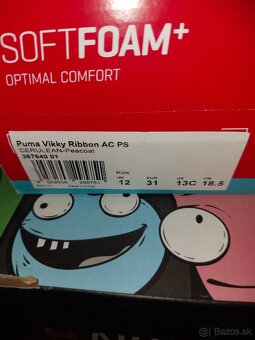 SOFTFOAM+
OPTIMAL COMFORT
Puma Vikky Ribbon AC PS
CERULEAN-Peacoat
367640 01
Kids
UK EUR US CM
12 31 13C 18.5
© Bazos.sk